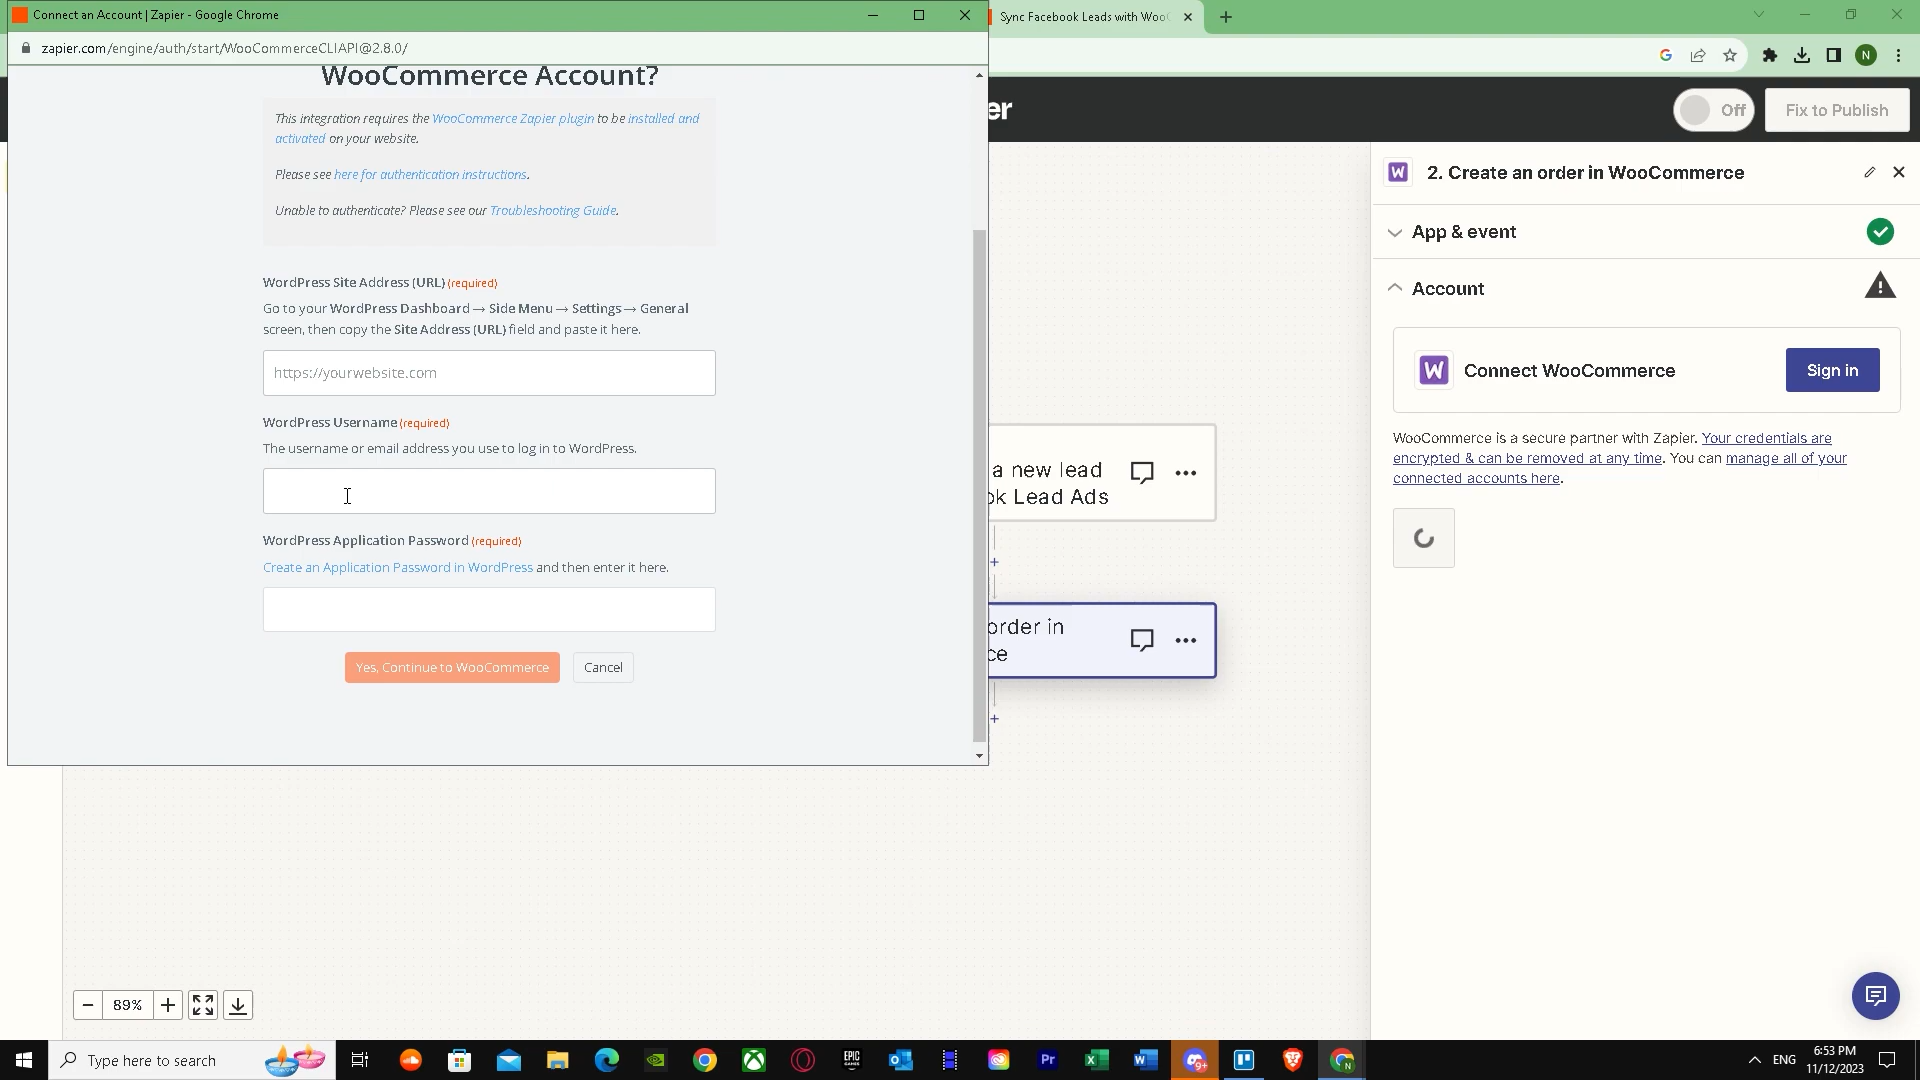 Connect an Account | Zapier - Google Chrome
Sync Facebook Leads with WooC
zapier.com/engine/auth/start/WooCommerceCLIAPI@2.8.0/
N
WooCommerce Account?
er
Off
Fix to Publish
This integration requires the WooCommerce Zapier plugin to be installed and
activated on your website.
Please see here for authentication instructions.
Unable to authenticate? Please see our Troubleshooting Guide.
WordPress Site Address (URL) (required)
Go to your WordPress Dashboard → Side Menu → Settings → General
screen, then copy the Site Address (URL) field and paste it here.
https://yourwebsite.com
WordPress Username (required)
The username or email address you use to log in to WordPress.
WordPress Application Password (required)
Create an Application Password in WordPress and then enter it here.
Yes, Continue to WooCommerce
Cancel
a new lead
ok Lead Ads
order in
ce
W
2. Create an order in WooCommerce
App & event
Account
W
Connect WooCommerce
Sign in
WooCommerce is a secure partner with Zapier. Your credentials are
encrypted & can be removed at any time. You can manage all of your
connected accounts here.
89%
Type here to search
EPIC
GAMES
Pr
9+
N
ENG
6:53 PM
11/12/2023